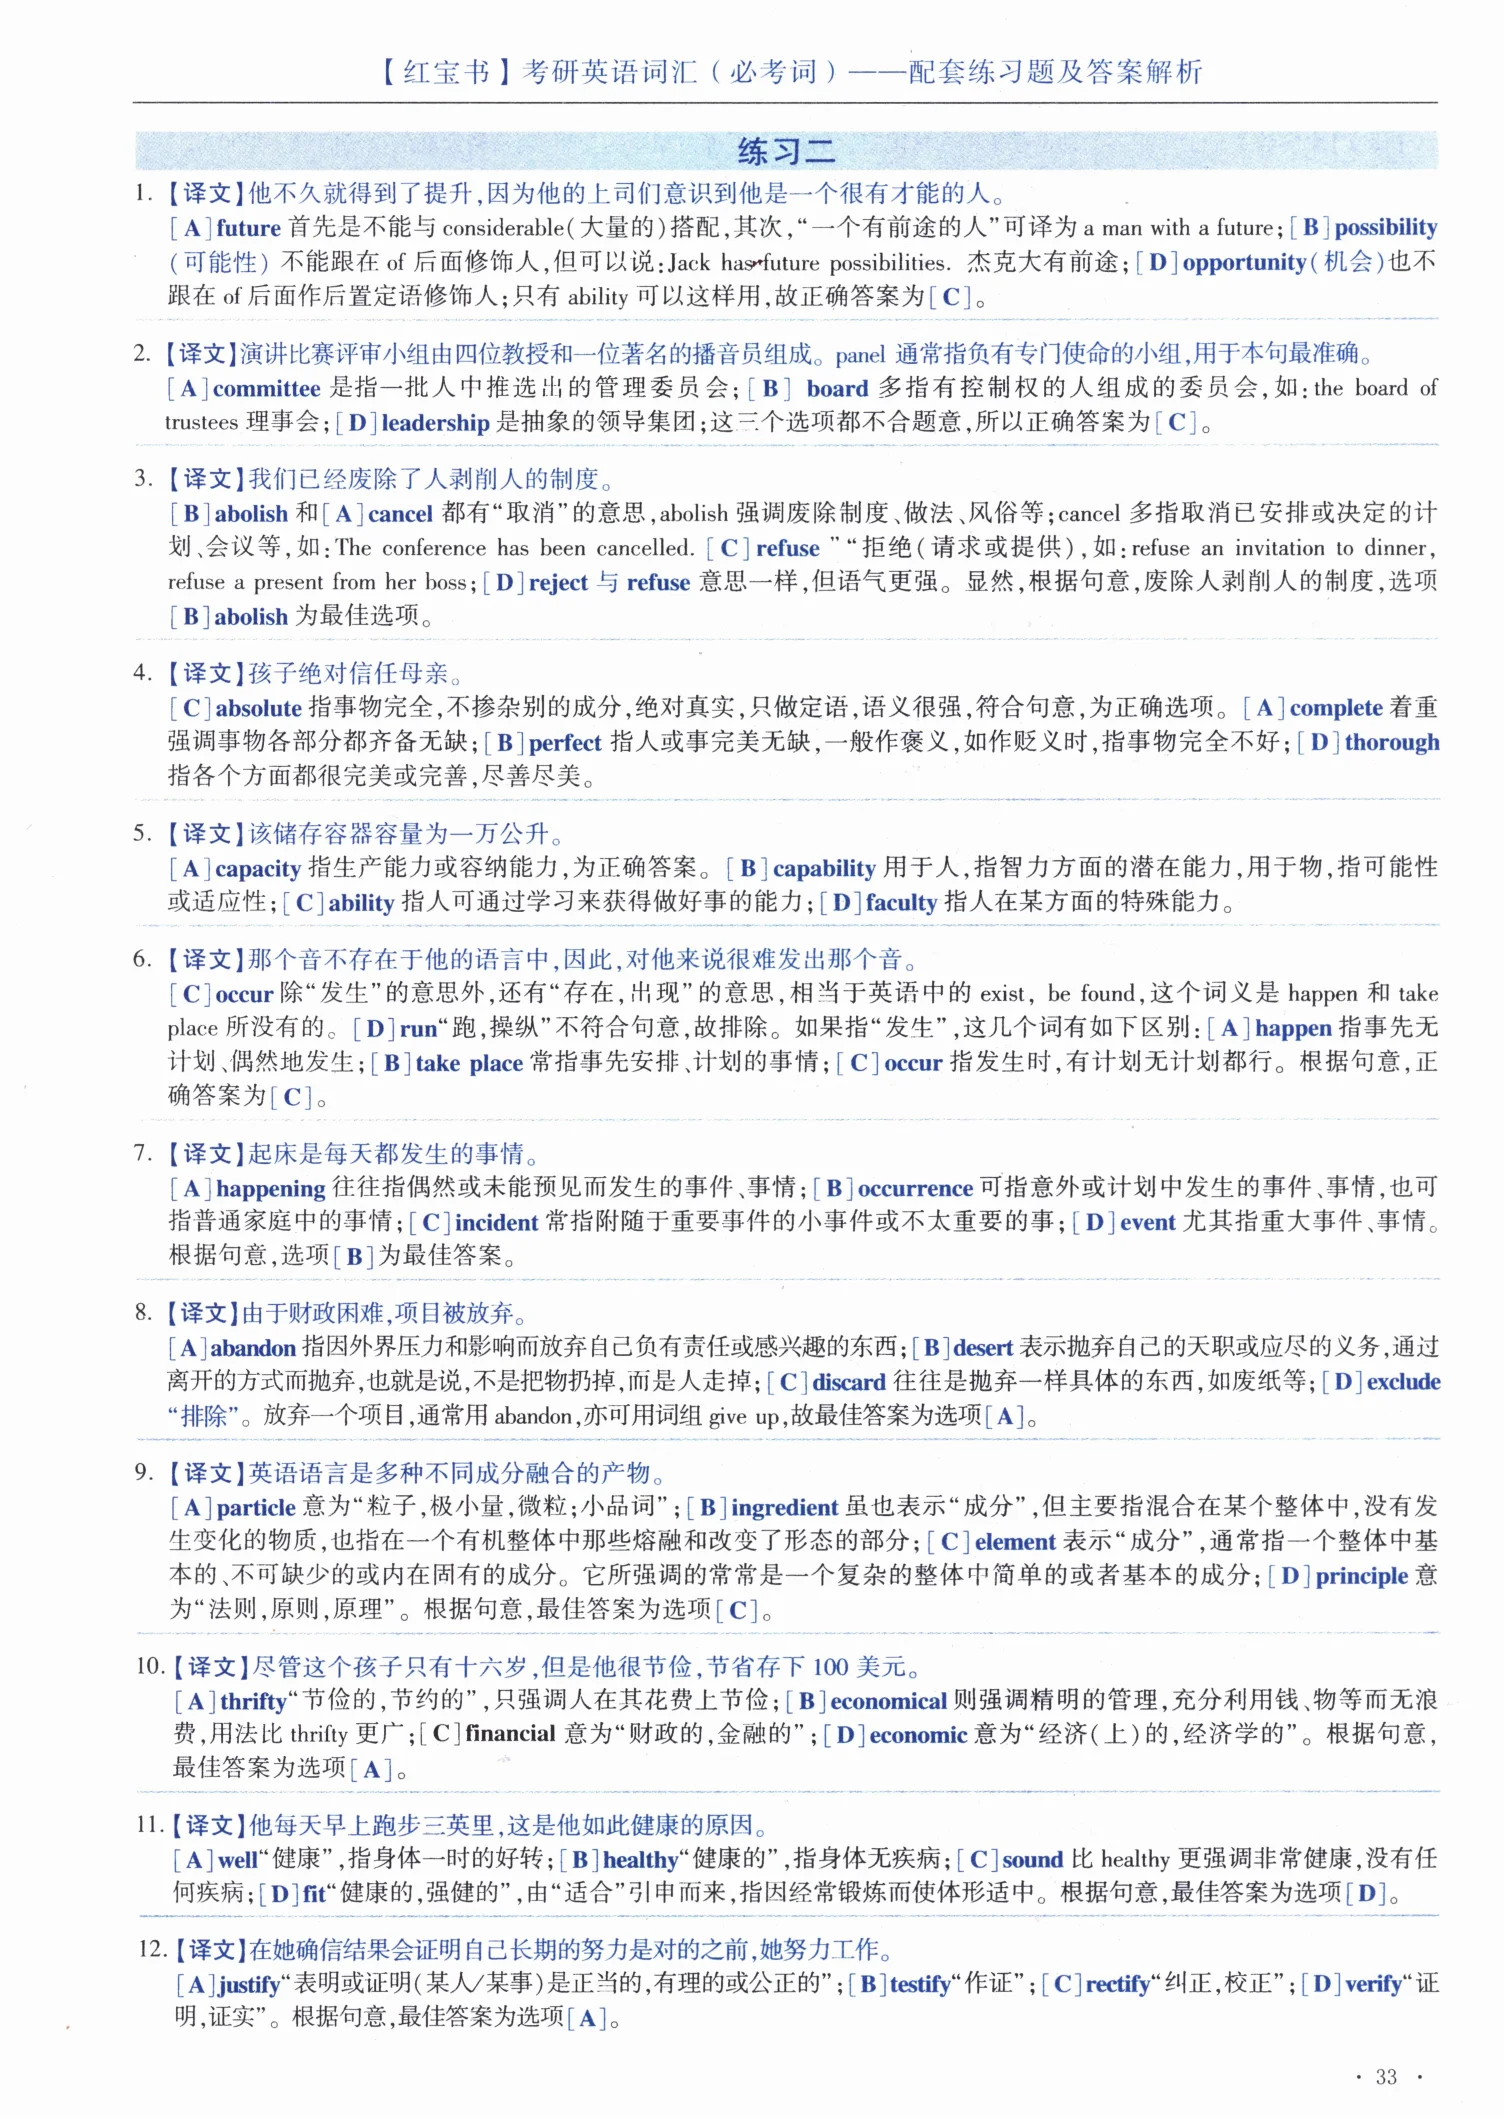 【红宝书】考研英语词汇（必考词）——配套练习题及答案解析
练习二
1.【译文】他不久就得到了提升,因为他的上司们意识到他是一个很有才能的人。
[A]future 首先是不能与 considerable(大量的)搭配,其次,“一个有前途的人”可译为 a man with a future;[B]possibility
(可能性) 不能跟在 of 后面修饰人,但可以说:Jack has future possibilities. 杰克大有前途;[D]opportunity(机会)也不
跟在 of 后面作后置定语修饰人;只有 ability 可以这样用,故正确答案为[C]。
2.【译文】演讲比赛评审小组由四位教授和一位著名的播音员组成。panel 通常指负有专门使命的小组,用于本句最准确。
[A]committee 是指一批人中推选出的管理委员会;[B] board 多指有控制权的人组成的委员会,如:the board of
trustees 理事会;[D]leadership 是抽象的领导集团;这三个选项都不合题意,所以正确答案为[C]。
3.【译文】我们已经废除了人剥削人的制度。
[B]abolish 和[A]cancel 都有“取消”的意思,abolish 强调废除制度、做法、风俗等;cancel 多指取消已安排或决定的计
划、会议等,如:The conference has been cancelled. [C]refuse ”“拒绝(请求或提供),如:refuse an invitation to dinner,
refuse a present from her boss;[D]reject 与 refuse 意思一样,但语气更强。显然,根据句意,废除人剥削人的制度,选项
[B]abolish 为最佳选项。
4.【译文】孩子绝对信任母亲。
[C]absolute 指事物完全,不掺杂别的成分,绝对真实,只做定语,语义很强,符合句意,为正确选项。[A]complete 着重
强调事物各部分都齐备无缺;[B]perfect 指人或事完美无缺,一般作褒义,如作贬义时,指事物完全不好;[D]thorough
指各个方面都很完美或完善,尽善尽美。
5.【译文】该储存容器容量为一万公升。
[A]capacity 指生产能力或容纳能力,为正确答案。[B]capability 用于人,指智力方面的潜在能力,用于物,指可能性
或适应性;[C]ability 指人可通过学习来获得做好事的能力;[D]faculty 指人在某方面的特殊能力。
6.【译文】那个音不存在于他的语言中,因此,对他来说很难发出那个音。
[C]occur 除“发生”的意思外,还有“存在,出现”的意思,相当于英语中的 exist, be found,这个词义是 happen 和 take
place 所没有的。[D]run“跑,操纵”不符合句意,故排除。如果指“发生”,这几个词有如下区别:[A]happen 指事先无
计划、偶然地发生;[B]take place 常指事先安排、计划的事情;[C]occur 指发生时,有计划无计划都行。根据句意,正
确答案为[C]。
7.【译文】起床是每天都发生的事情。
[A]happening 往往指偶然或未能预见而发生的事件、事情;[B]occurrence 可指意外或计划中发生的事件、事情,也可
指普通家庭中的事情;[C]incident 常指附随于重要事件的小事件或不太重要的事;[D]event 尤其指重大事件、事情。
根据句意,选项[B]为最佳答案。
8.【译文】由于财政困难,项目被放弃。
[A]abandon 指因外界压力和影响而放弃自己负有责任或感兴趣的东西;[B]desert 表示抛弃自己的天职或应尽的义务,通过
离开的方式而抛弃,也就是说,不是把物扔掉,而是人走掉;[C]discard 往往是抛弃一样具体的东西,如废纸等;[D]exclude
“排除”。放弃一个项目,通常用 abandon,亦可用词组 give up,故最佳答案为选项[A]。
9.【译文】英语语言是多种不同成分融合的产物。
[A]particle 意为“粒子,极小量,微粒;小品词”;[B]ingredient 虽也表示“成分”,但主要指混合在某个整体中,没有发
生变化的物质,也指在一个有机整体中那些熔融和改变了形态的部分;[C]element 表示“成分”,通常指一个整体中基
本的、不可缺少的或内在固有的成分。它所强调的常常是一个复杂的整体中简单的或者基本的成分;[D]principle 意
为“法则,原则,原理”。根据句意,最佳答案为选项[C]。
10.【译文】尽管这个孩子只有十六岁,但是他很节俭,节省存下 100 美元。
[A]thrifty“节俭的,节约的”,只强调人在其花费上节俭;[B]economical 则强调精明的管理,充分利用钱、物等而无浪
费,用法比 thrifty 更广;[C]financial 意为“财政的,金融的”;[D]economic 意为“经济(上)的,经济学的”。根据句意,
最佳答案为选项[A]。
11.【译文】他每天早上跑步三英里,这是他如此健康的原因。
[A]well“健康”,指身体一时的好转;[B]healthy“健康的”,指身体无疾病;[C]sound 比 healthy 更强调非常健康,没有任
何疾病;[D]fit“健康的,强健的”,由“适合”引申而来,指因经常锻炼而使体形适中。根据句意,最佳答案为选项[D]。
12.【译文】在她确信结果会证明自己长期的努力是对的之前,她努力工作。
[A]justify“表明或证明(某人/某事)是正当的,有理的或公正的”;[B]testify“作证”;[C]rectify“纠正,校正”;[D]verify“证
明,证实”。根据句意,最佳答案为选项[A]。
· 33 ·